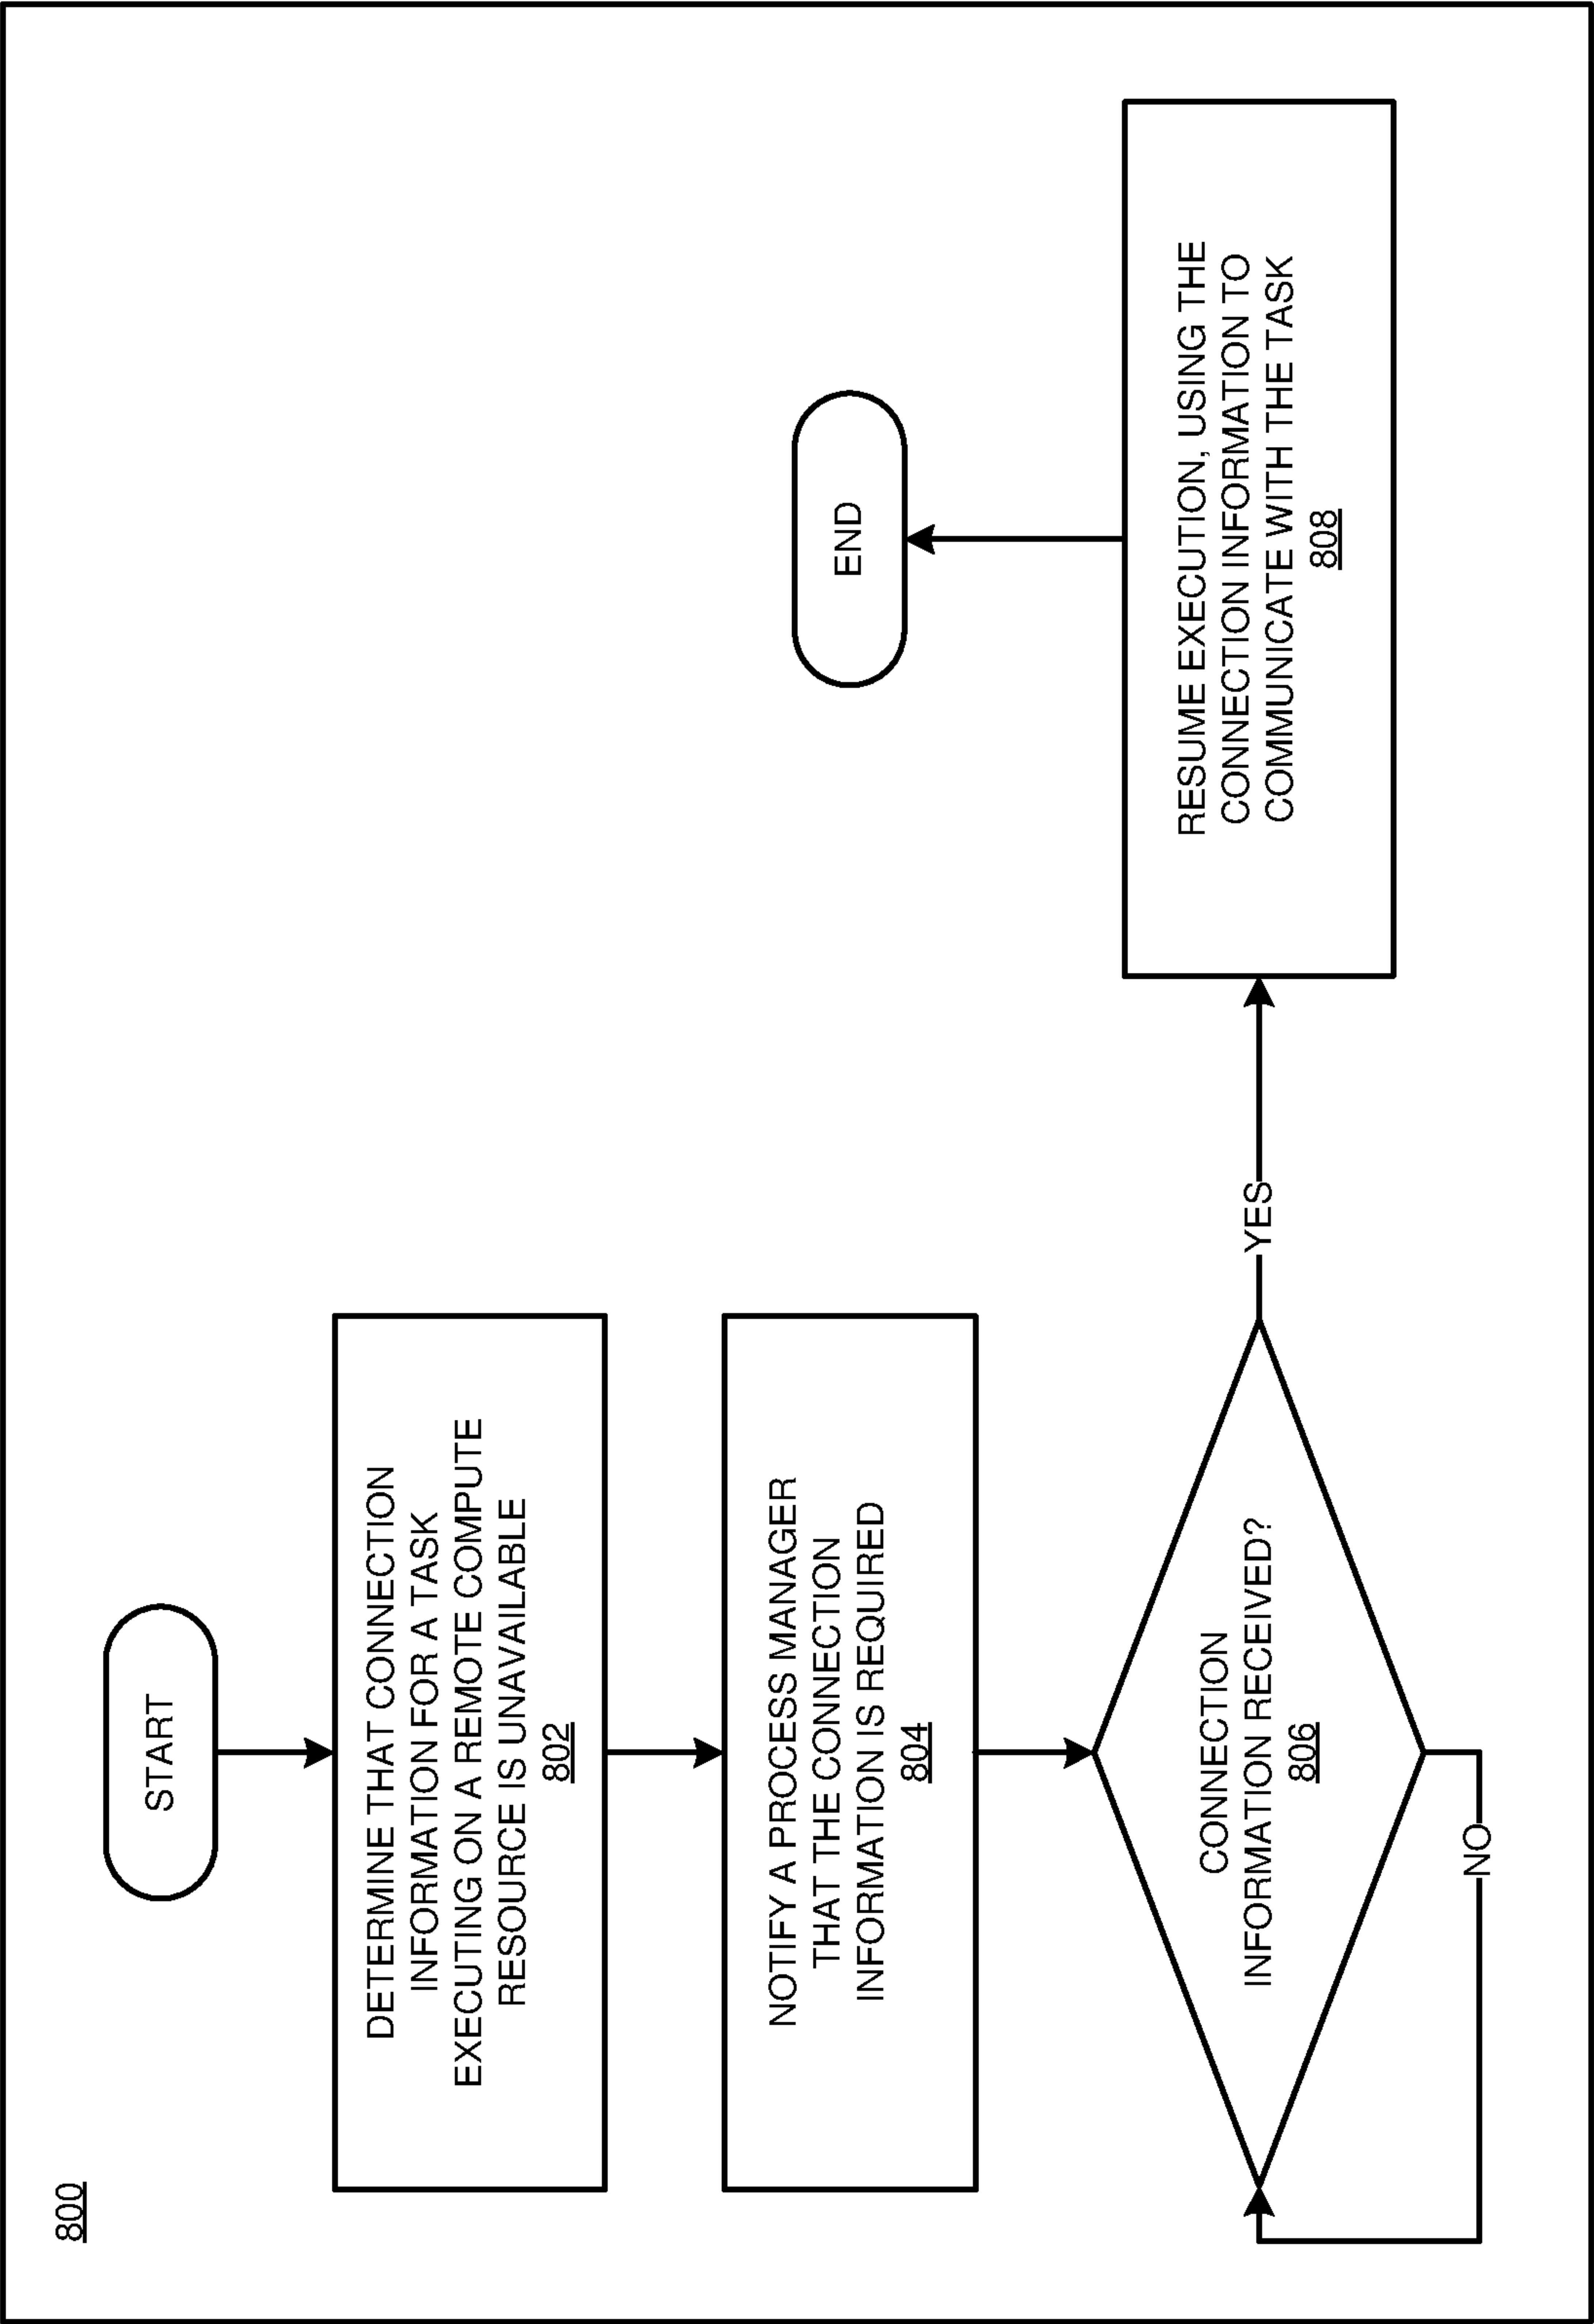 800
START
DETERMINE THAT CONNECTION
INFORMATION FOR A TASK
EXECUTING ON A REMOTE COMPUTE
RESOURCE IS UNAVAILABLE
802
NOTIFY A PROCESS MANAGER
THAT THE CONNECTION
INFORMATION IS REQUIRED
804
CONNECTION
INFORMATION RECEIVED?
806
NO
YES
RESUME EXECUTION, USING THE
CONNECTION INFORMATION TO
COMMUNICATE WITH THE TASK
808
END